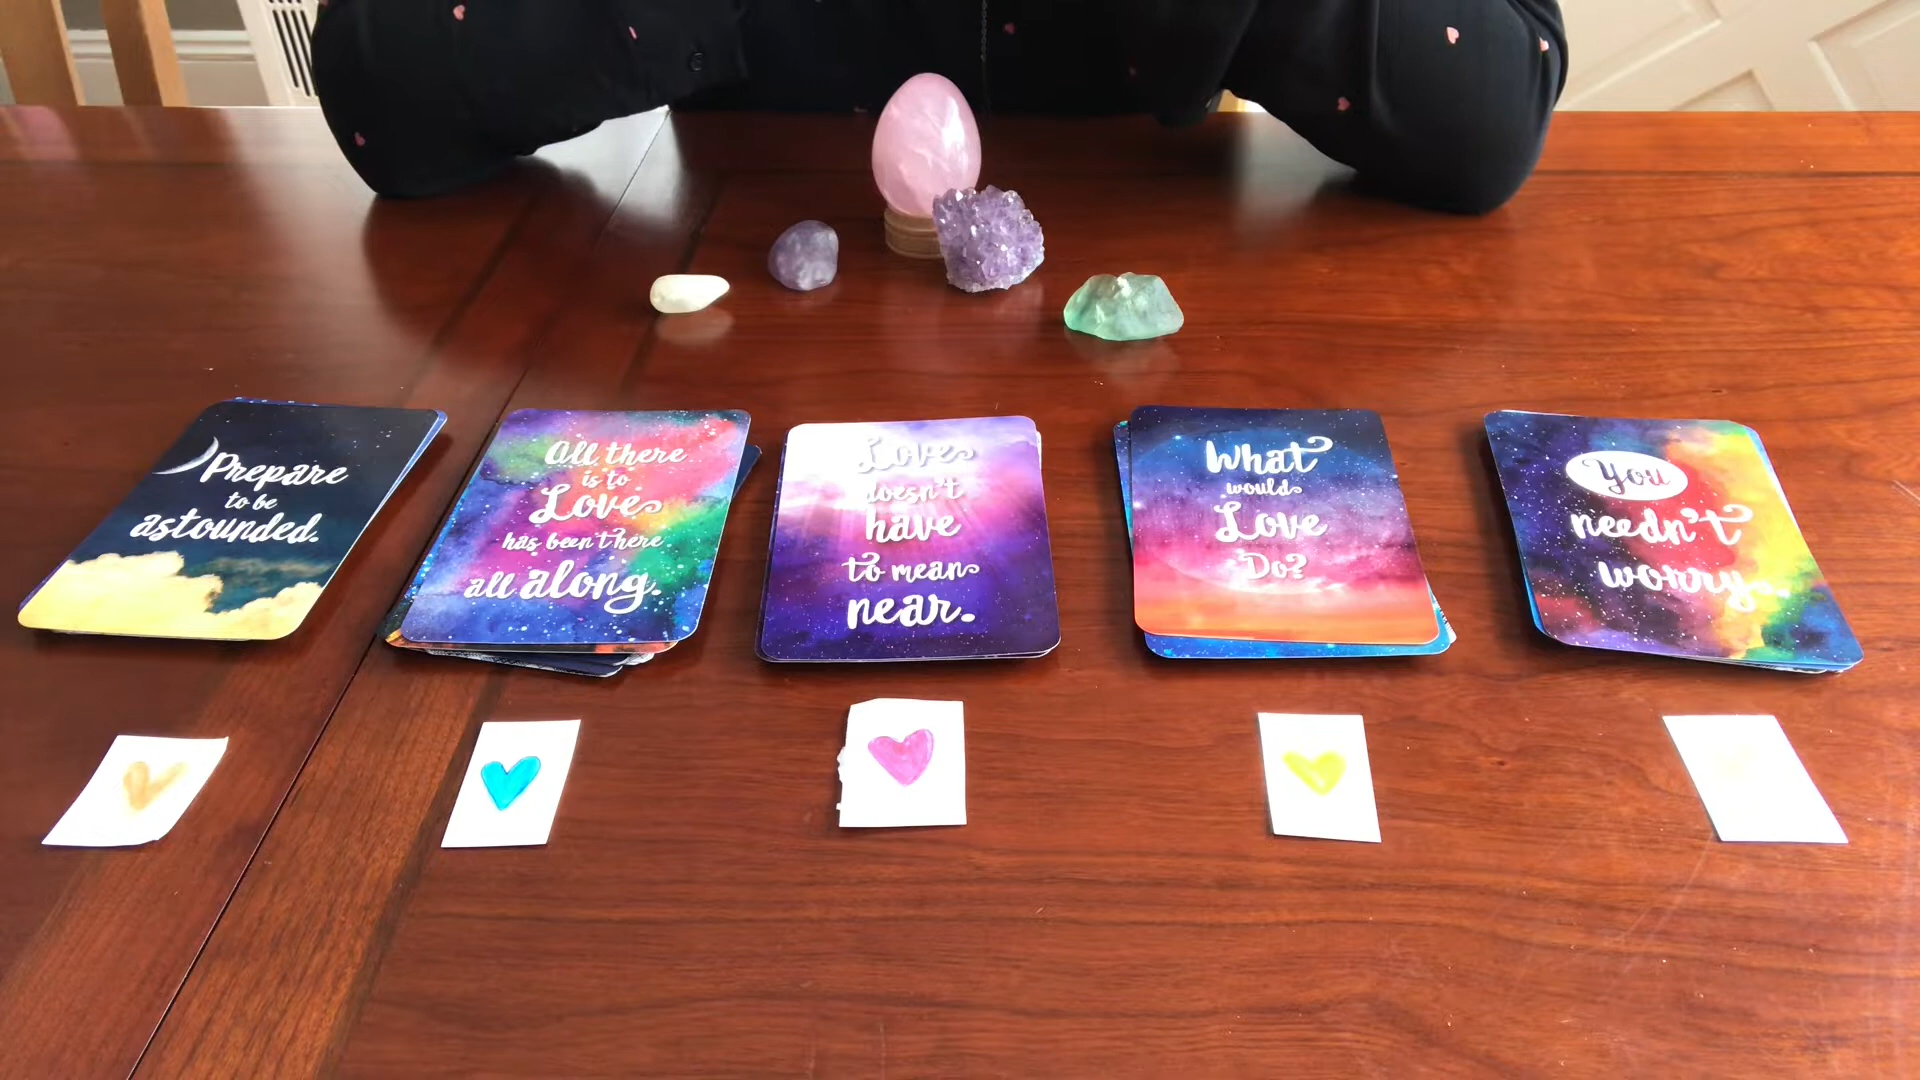 Prepare
to be
astounded.
All there
is to
Love
has been there
all along.
Love
doesn't
have
to mean
near.
What
would
Love
Do?
You
needn't
worry.